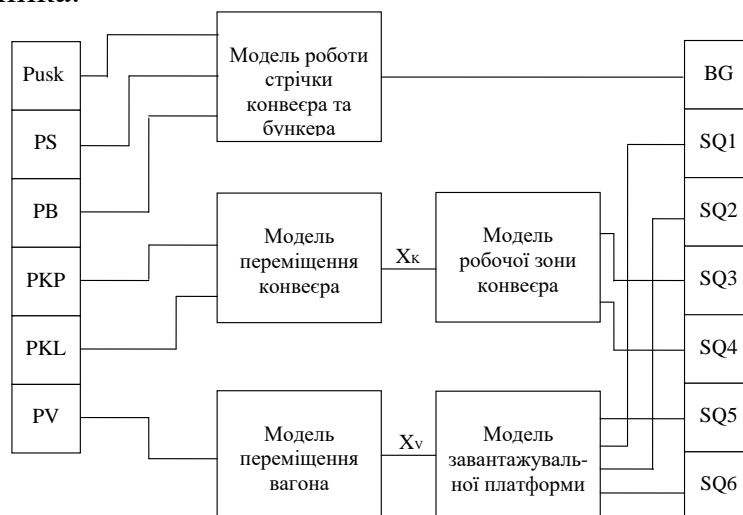 Pusk
PS
PB
PKP
PKL
PV
Модель роботи
стрічки
конвеєра та
бункера
Модель
переміщення
конвеєра
XК
Модель
робочої зони
конвеєра
Модель
переміщення
вагона
XV
Модель
завантажуваль-
ної платформи
BG
SQ1
SQ2
SQ3
SQ4
SQ5
SQ6